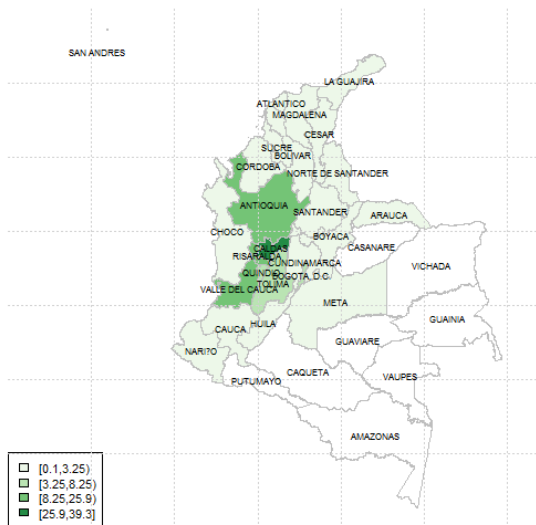 SAN ANDRES
LA GUAJIRA
ATLANTICO
MAGDALENA
CESAR
SUCRE
BOLIVAR
CORDOBA
NORTE DE SANTANDER
ANTIOQUIA
SANTANDER
ARAUCA
CHOCO
BOYACA
CASANARE
CALDAS
RISARALDA
CUNDINAMARCA
VICHADA
QUINDIO
BOGOTA, D.C.
TOLIMA
VALLE DEL CAUCA
META
GUAINIA
CAUCA
HUILA
GUAVIARE
NARI?O
CAQUETA
VAUPES
PUTUMAYO
AMAZONAS
[0.1,3.25)
[3.25,8.25)
[8.25,25.9)
[25.9,39.3]